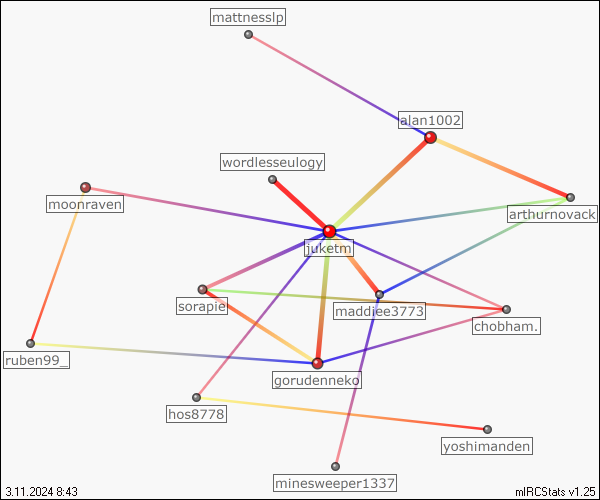 mattnesslp
alan1002
wordlesseulogy
moonraven
arthurnovack
juketm
sorapie
maddiee3773
chobham.
ruben99_
gorudenneko
hos8778
yoshimanden
minesweeper1337
3.11.2024 8:43
mIRCStats v1.25